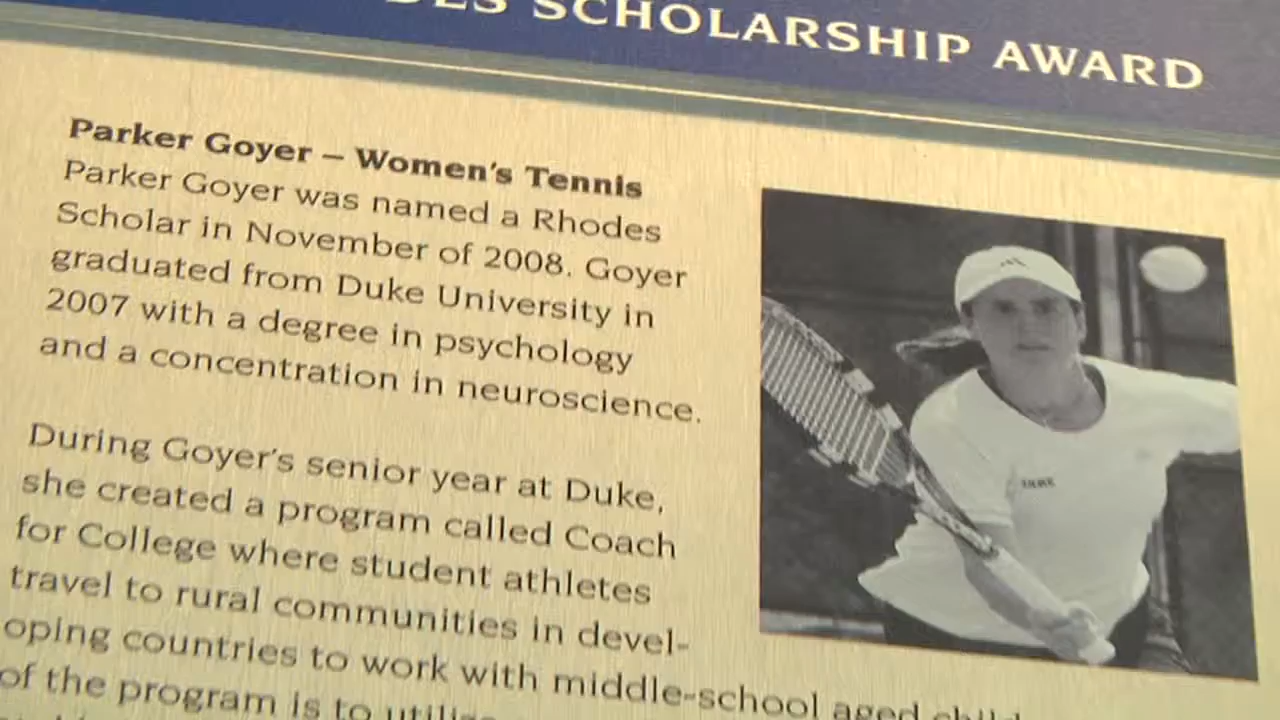 SCHOLARSHIP AWARD
Parker Goyer – Women's Tennis
Parker Goyer was named a Rhodes
Scholar in November of 2008. Goyer
graduated from Duke University in
2007 with a degree in psychology
and a concentration in neuroscience.
During Goyer's senior year at Duke,
she created a program called Coach
for College where student athletes
travel to rural communities in devel-
oping countries to work with middle-school aged
of the program is to